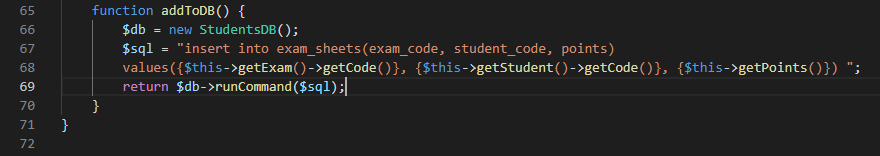 65 function addToDB() {
66 $db = new StudentsDB();
67 $sql = "insert into exam_sheets(exam_code, student_code, points)
68 values({$this->getExam()->getCode()}, {$this->getStudent()->getCode()}, {$this->getPoints()}) ";
69 return $db->runCommand($sql);
70 }
71 }
72